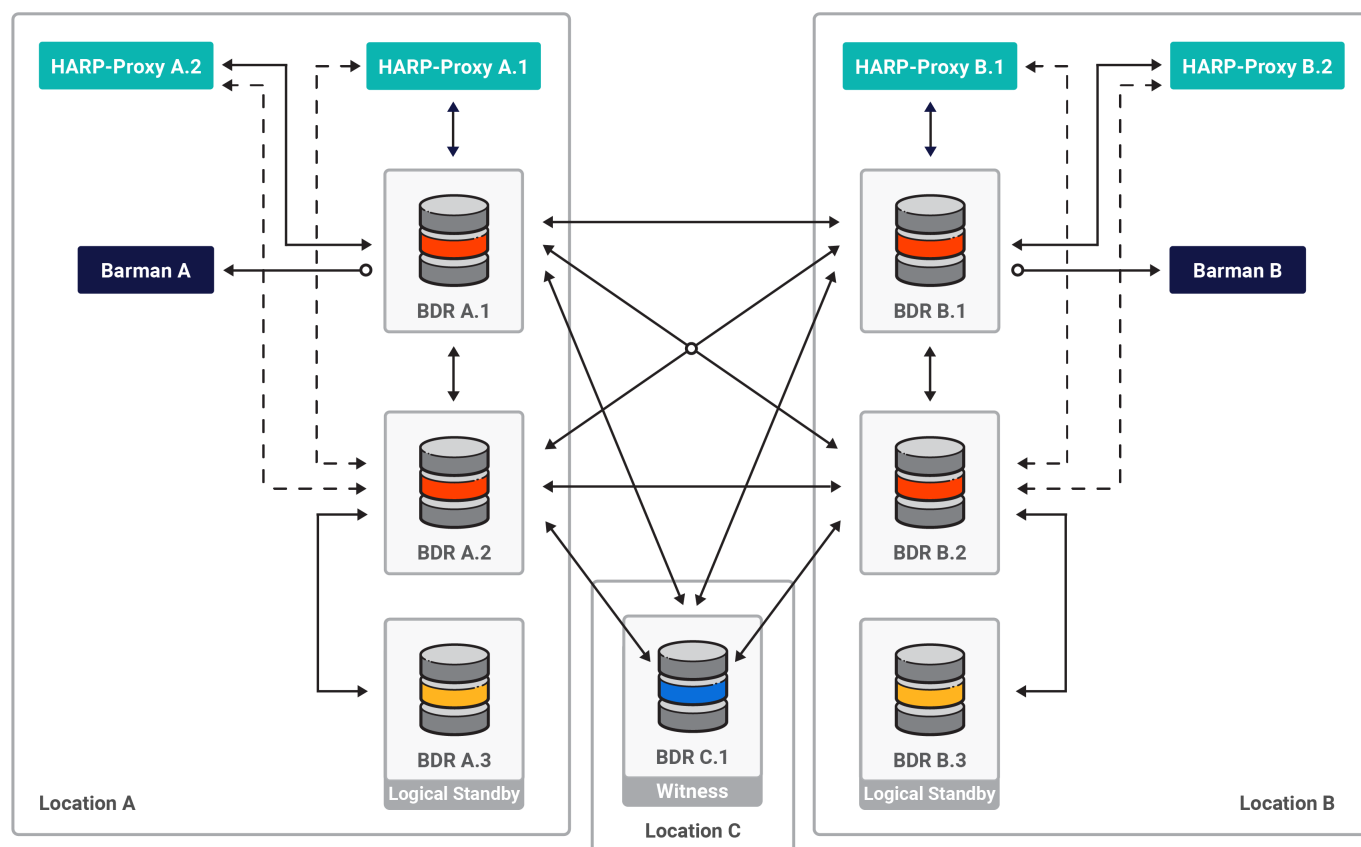 HARP-Proxy A.2
HARP-Proxy A.1
HARP-Proxy B.1
HARP-Proxy B.2
Barman A
BDR A.1
BDR B.1
Barman B
BDR A.2
BDR B.2
BDR A.3
Logical Standby
BDR C.1
Witness
BDR B.3
Logical Standby
Location A
Location C
Location B